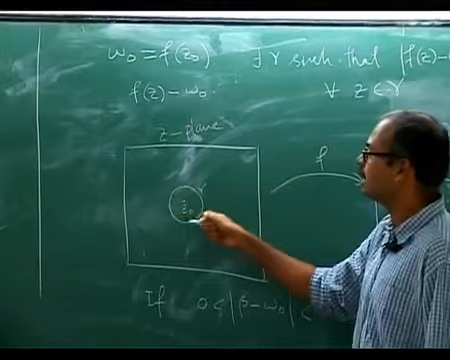 w₀ = f(z₀). ∃ γ such that |f(z)-
f(z) - w₀.
∀ z ∈ γ
z-plane
f
γ
z₀
If 0 < |β - w₀| <